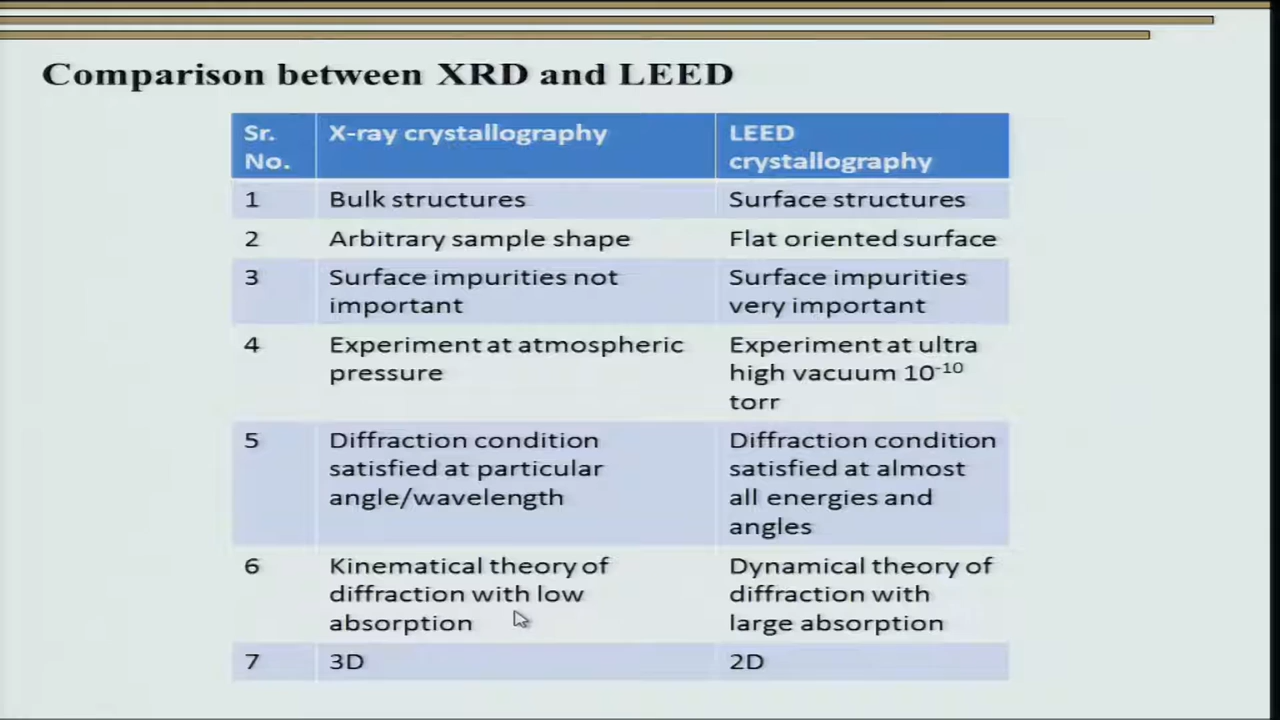 Comparison between XRD and LEED
Sr. No. X-ray crystallography LEED crystallography
1 Bulk structures Surface structures
2 Arbitrary sample shape Flat oriented surface
3 Surface impurities not important Surface impurities very important
4 Experiment at atmospheric pressure Experiment at ultra high vacuum 10⁻¹⁰ torr
5 Diffraction condition satisfied at particular angle/wavelength Diffraction condition satisfied at almost all energies and angles
6 Kinematical theory of diffraction with low absorption Dynamical theory of diffraction with large absorption
7 3D 2D